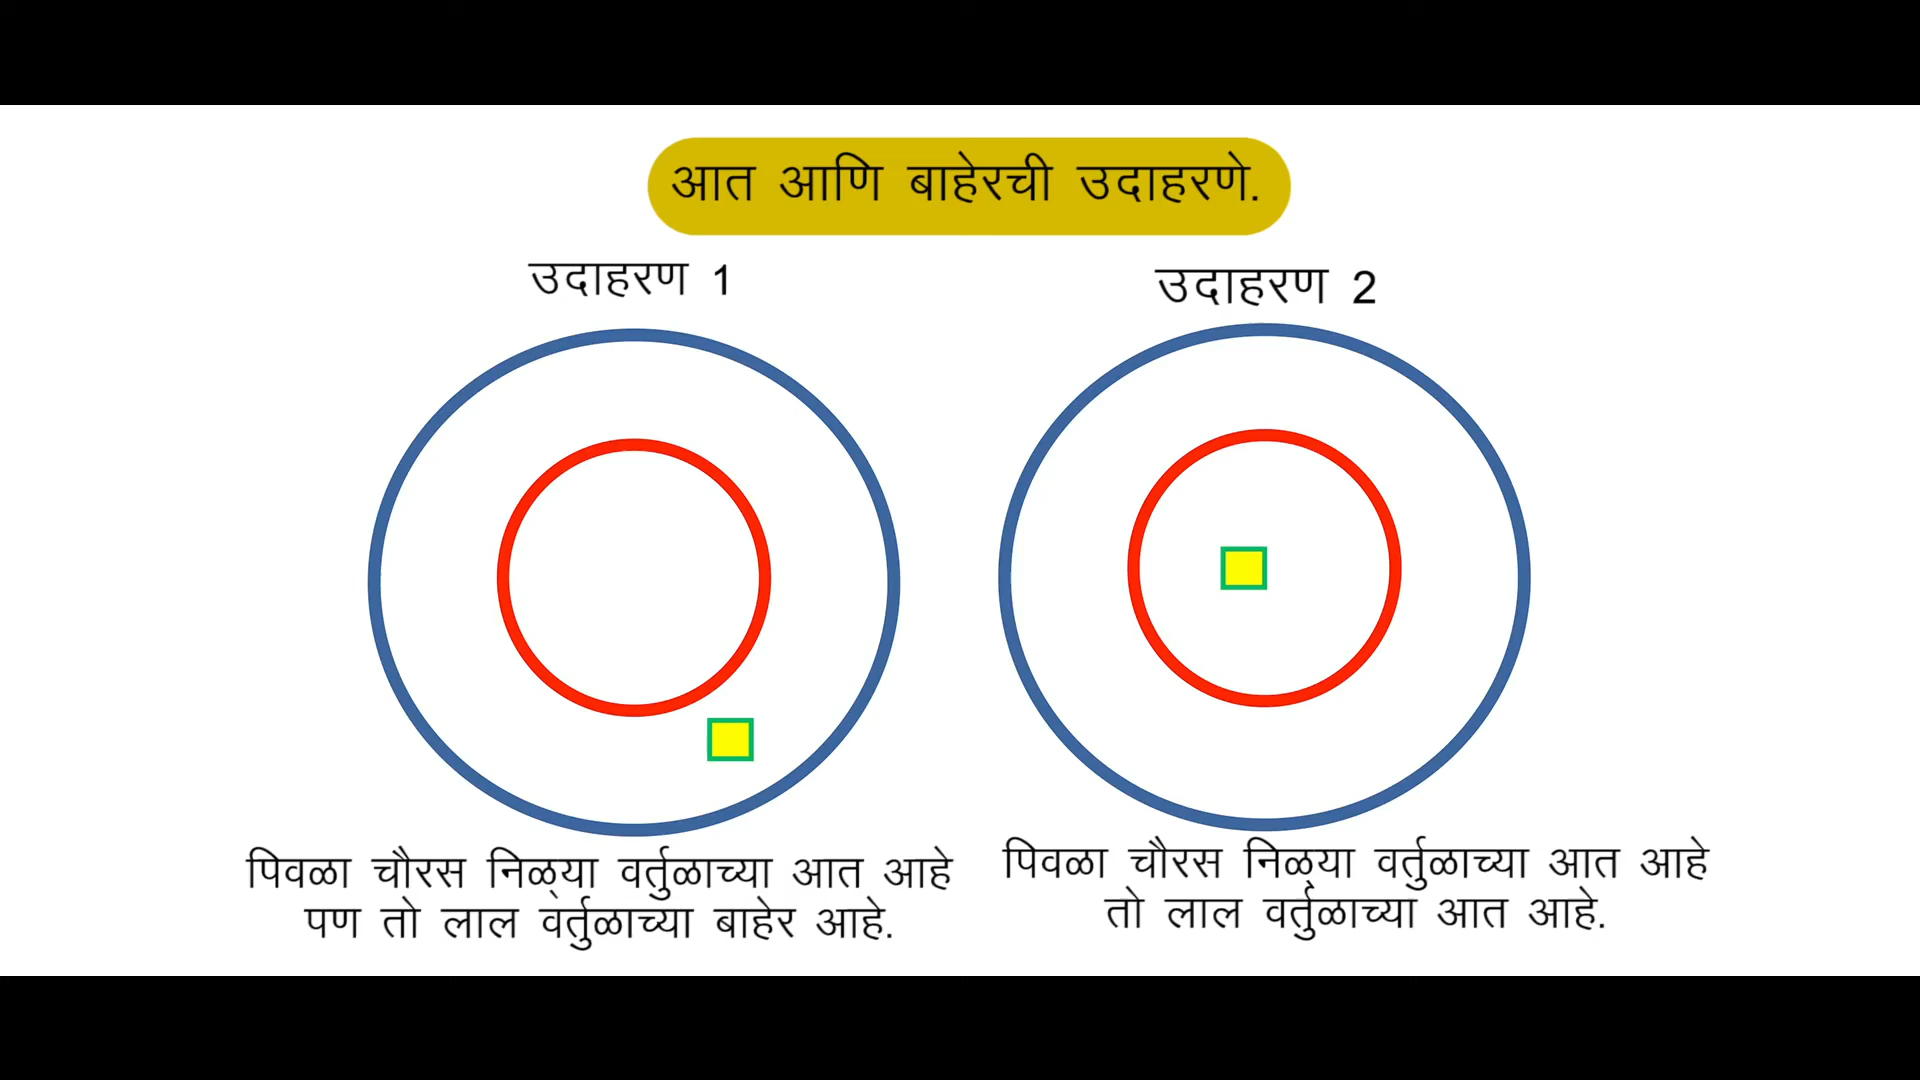 आत आणि बाहेरची उदाहरणे.
उदाहरण 1
उदाहरण 2
पिवळा चौरस निळ्या वर्तुळाच्या आत आहे
पण तो लाल वर्तुळाच्या बाहेर आहे.
पिवळा चौरस निळ्या वर्तुळाच्या आत आहे
तो लाल वर्तुळाच्या आत आहे.